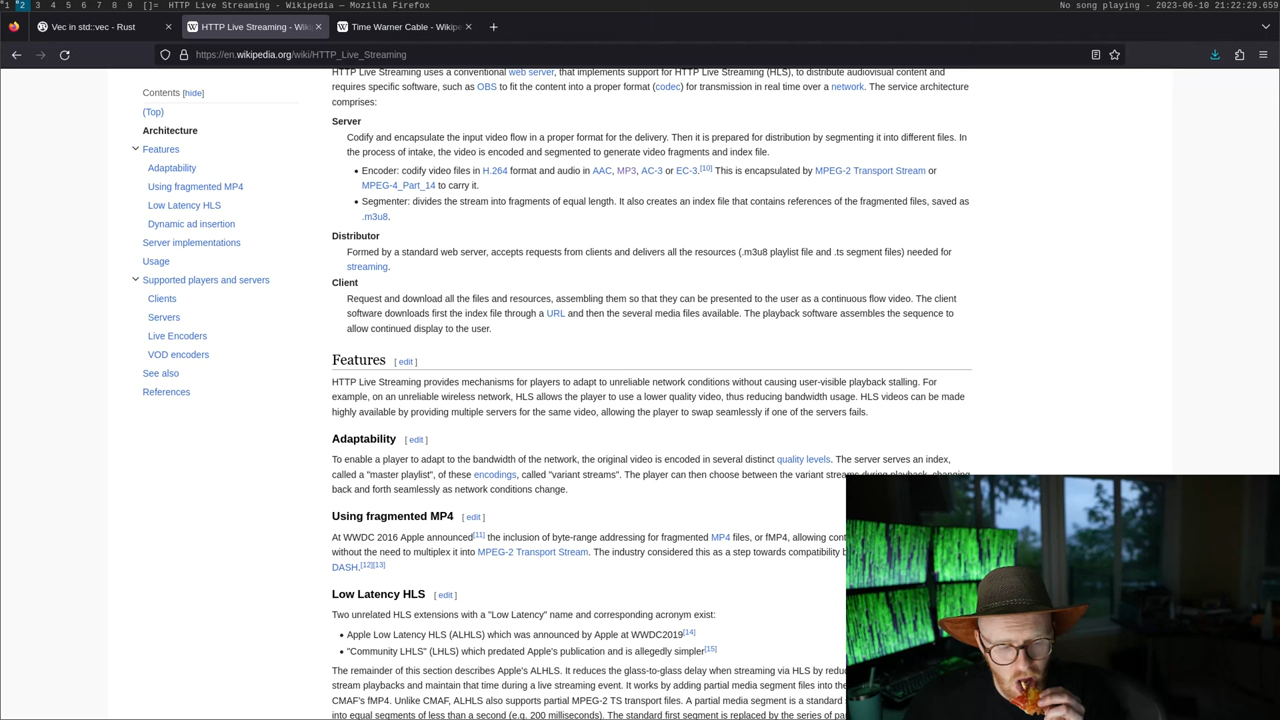 1 2 3 4 5 6 7 8 9 []= HTTP Live Streaming - Wikipedia — Mozilla Firefox
No song playing - 2023-06-10 21:22:29.659
Vec in std::vec - Rust
HTTP Live Streaming - Wiki
Time Warner Cable - Wikipe
https://en.wikipedia.org/wiki/HTTP_Live_Streaming
Contents [hide]
(Top)
Architecture
Features
Adaptability
Using fragmented MP4
Low Latency HLS
Dynamic ad insertion
Server implementations
Usage
Supported players and servers
Clients
Servers
Live Encoders
VOD encoders
See also
References
HTTP Live Streaming uses a conventional web server, that implements support for HTTP Live Streaming (HLS), to distribute audiovisual content and
requires specific software, such as OBS to fit the content into a proper format (codec) for transmission in real time over a network. The service architecture
comprises:
Server
Codify and encapsulate the input video flow in a proper format for the delivery. Then it is prepared for distribution by segmenting it into different files. In
the process of intake, the video is encoded and segmented to generate video fragments and index file.
• Encoder: codify video files in H.264 format and audio in AAC, MP3, AC-3 or EC-3.[10] This is encapsulated by MPEG-2 Transport Stream or
MPEG-4_Part_14 to carry it.
• Segmenter: divides the stream into fragments of equal length. It also creates an index file that contains references of the fragmented files, saved as
.m3u8.
Distributor
Formed by a standard web server, accepts requests from clients and delivers all the resources (.m3u8 playlist file and .ts segment files) needed for
streaming.
Client
Request and download all the files and resources, assembling them so that they can be presented to the user as a continuous flow video. The client
software downloads first the index file through a URL and then the several media files available. The playback software assembles the sequence to
allow continued display to the user.
Features [ edit ]
HTTP Live Streaming provides mechanisms for players to adapt to unreliable network conditions without causing user-visible playback stalling. For
example, on an unreliable wireless network, HLS allows the player to use a lower quality video, thus reducing bandwidth usage. HLS videos can be made
highly available by providing multiple servers for the same video, allowing the player to swap seamlessly if one of the servers fails.
Adaptability [ edit ]
To enable a player to adapt to the bandwidth of the network, the original video is encoded in several distinct quality levels. The server serves an index,
called a "master playlist", of these encodings, called "variant streams". The player can then choose between the variant streams during playback, changing
back and forth seamlessly as network conditions change.
Using fragmented MP4 [ edit ]
At WWDC 2016 Apple announced[11] the inclusion of byte-range addressing for fragmented MP4 files, or fMP4, allowing
without the need to multiplex it into MPEG-2 Transport Stream. The industry considered this as a step towards compatibility
DASH.[12][13]
Low Latency HLS [ edit ]
Two unrelated HLS extensions with a "Low Latency" name and corresponding acronym exist:
• Apple Low Latency HLS (ALHLS) which was announced by Apple at WWDC2019[14]
• "Community LHLS" (LHLS) which predated Apple's publication and is allegedly simpler[15]
The remainder of this section describes Apple's ALHLS. It reduces the glass-to-glass delay when streaming via HLS by
stream playbacks and maintain that time during a live streaming event. It works by adding partial media segment files into the
CMAF's fMP4. Unlike CMAF, ALHLS also supports partial MPEG-2 TS transport files. A partial media segment is a standard
into equal segments of less than a second (e.g. 200 milliseconds). The standard first segment is replaced by the series of